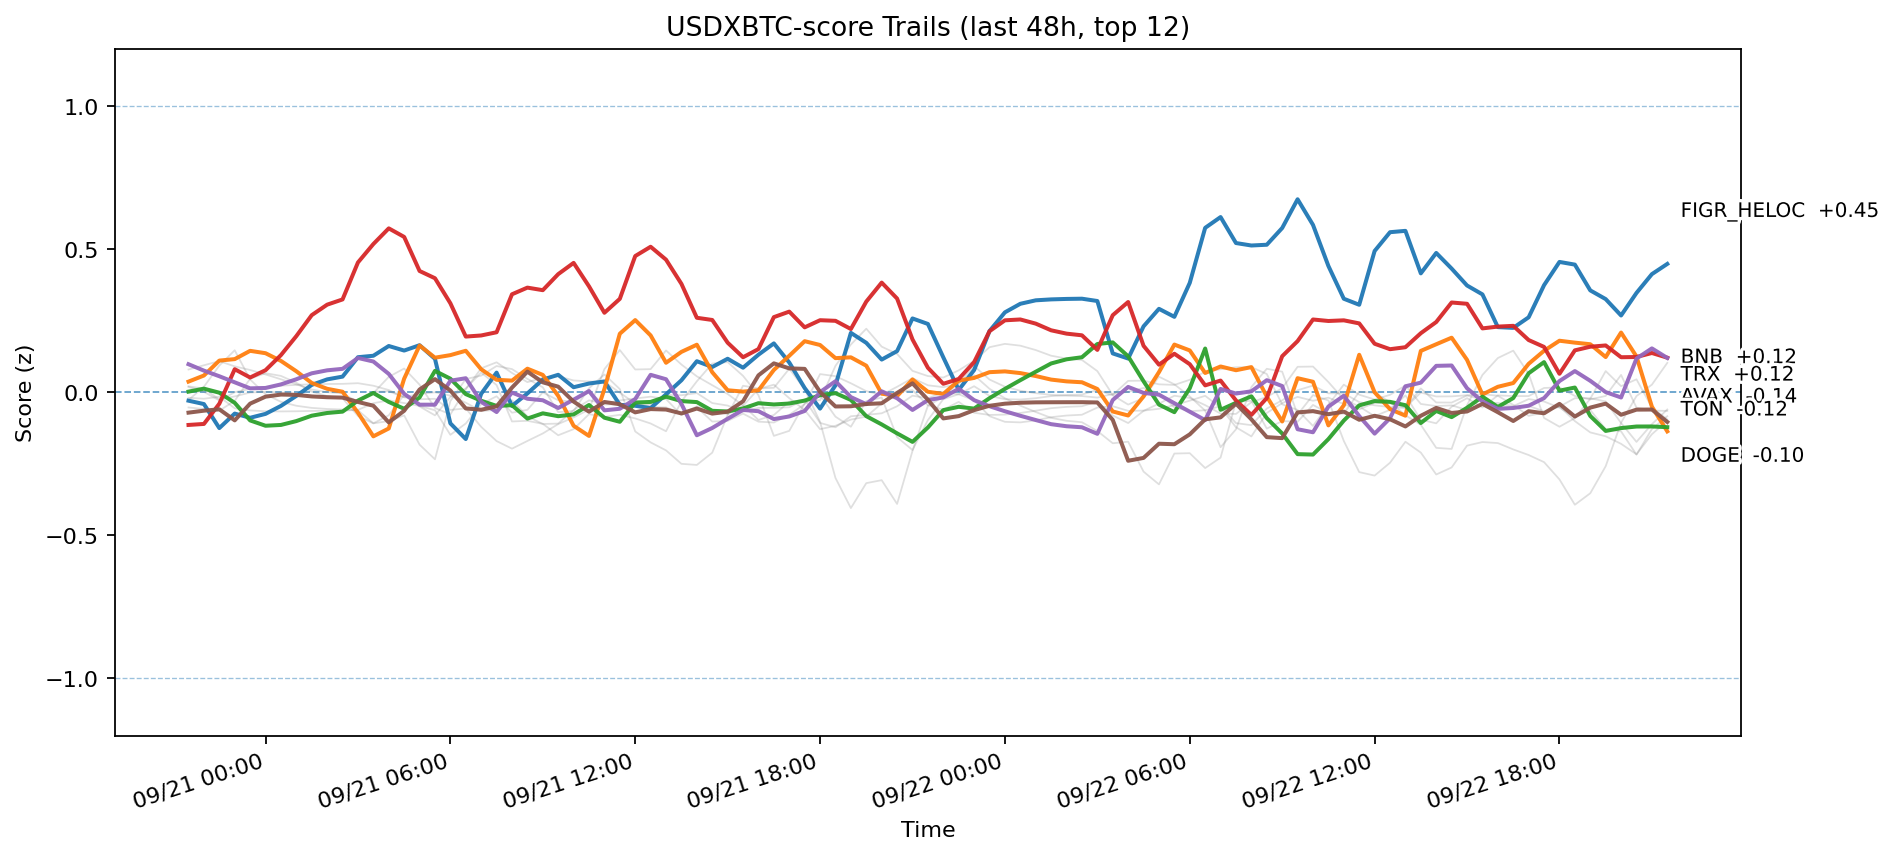 USDXBTC-score Trails (last 48h, top 12)
Score (z)
1.0
0.5
0.0
−0.5
−1.0
FIGR_HELOC +0.45
BNB +0.12
TRX +0.12
AVAX -0.14
TON -0.12
DOGE -0.10
09/21 00:00
09/21 06:00
09/21 12:00
09/21 18:00
09/22 00:00
09/22 06:00
09/22 12:00
09/22 18:00
Time